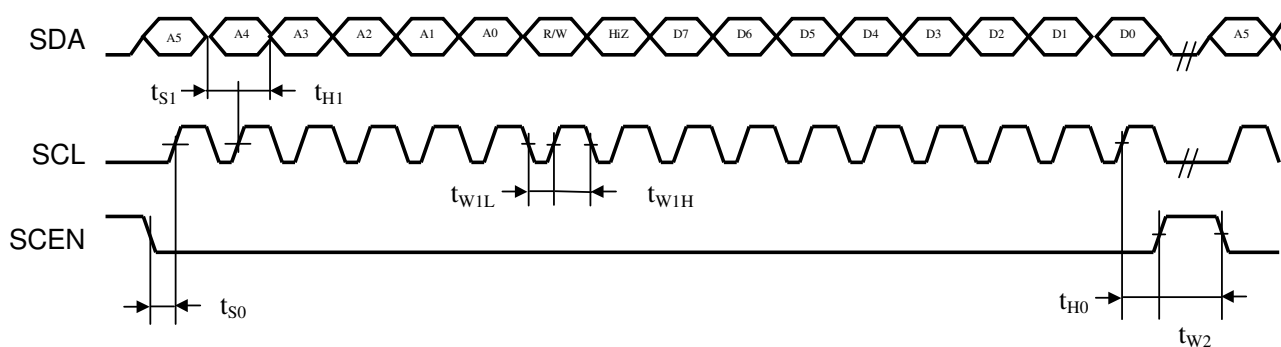 SDA A5 A4 A3 A2 A1 A0 R/W HiZ D7 D6 D5 D4 D3 D2 D1 D0 // A5
tS1 tH1
SCL //
tW1L tW1H
SCEN
tS0 tH0
tW2